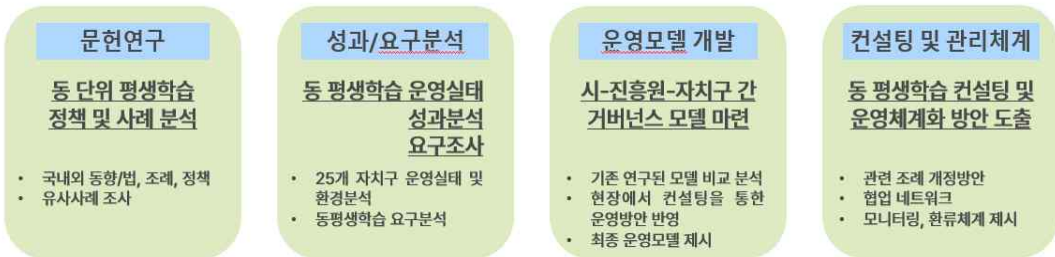 문헌연구
동 단위 평생학습
정책 및 사례 분석
• 국내외 동향/법, 조례, 정책
• 유사사례 조사
성과/요구분석
동 평생학습 운영실태
성과분석
요구조사
• 25개 자치구 운영실태 및
환경분석
• 동평생학습 요구분석
운영모델 개발
시-진흥원-자치구 간
거버넌스 모델 마련
• 기존 연구된 모델 비교 분석
• 현장에서 컨설팅을 통한
운영방안 반영
• 최종 운영모델 제시
컨설팅 및 관리체계
동 평생학습 컨설팅 및
운영체계화 방안 도출
• 관련 조례 개정방안
• 협업 네트워크
• 모니터링, 환류체계 제시